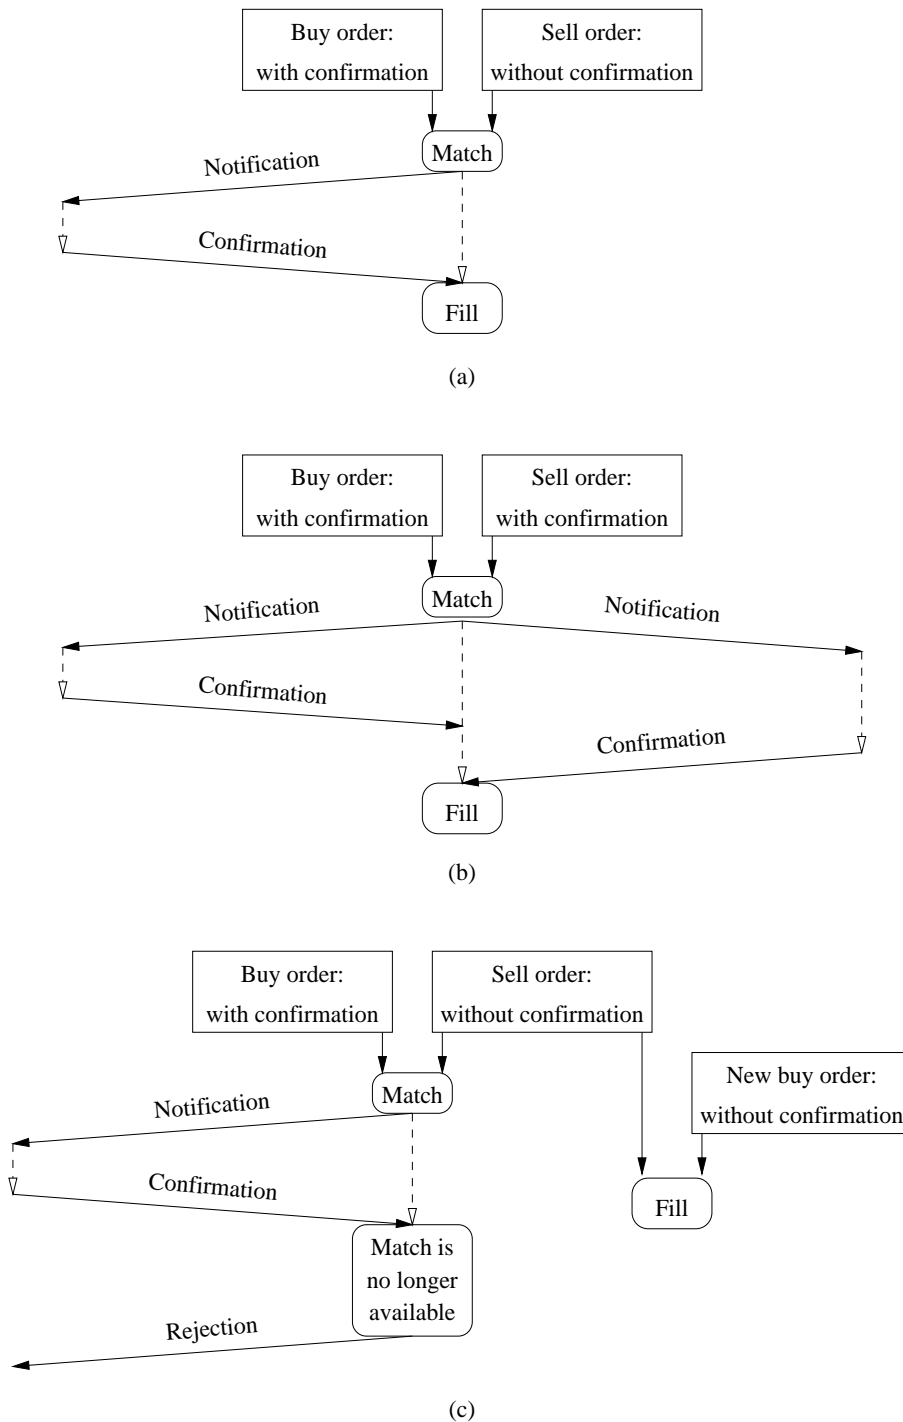 Buy order:
with confirmation
Sell order:
without confirmation
Match
Notification
Confirmation
Fill
(a)
Buy order:
with confirmation
Sell order:
with confirmation
Match
Notification
Notification
Confirmation
Confirmation
Fill
(b)
Buy order:
with confirmation
Sell order:
without confirmation
New buy order:
without confirmation
Match
Notification
Confirmation
Fill
Match is
no longer
available
Rejection
(c)